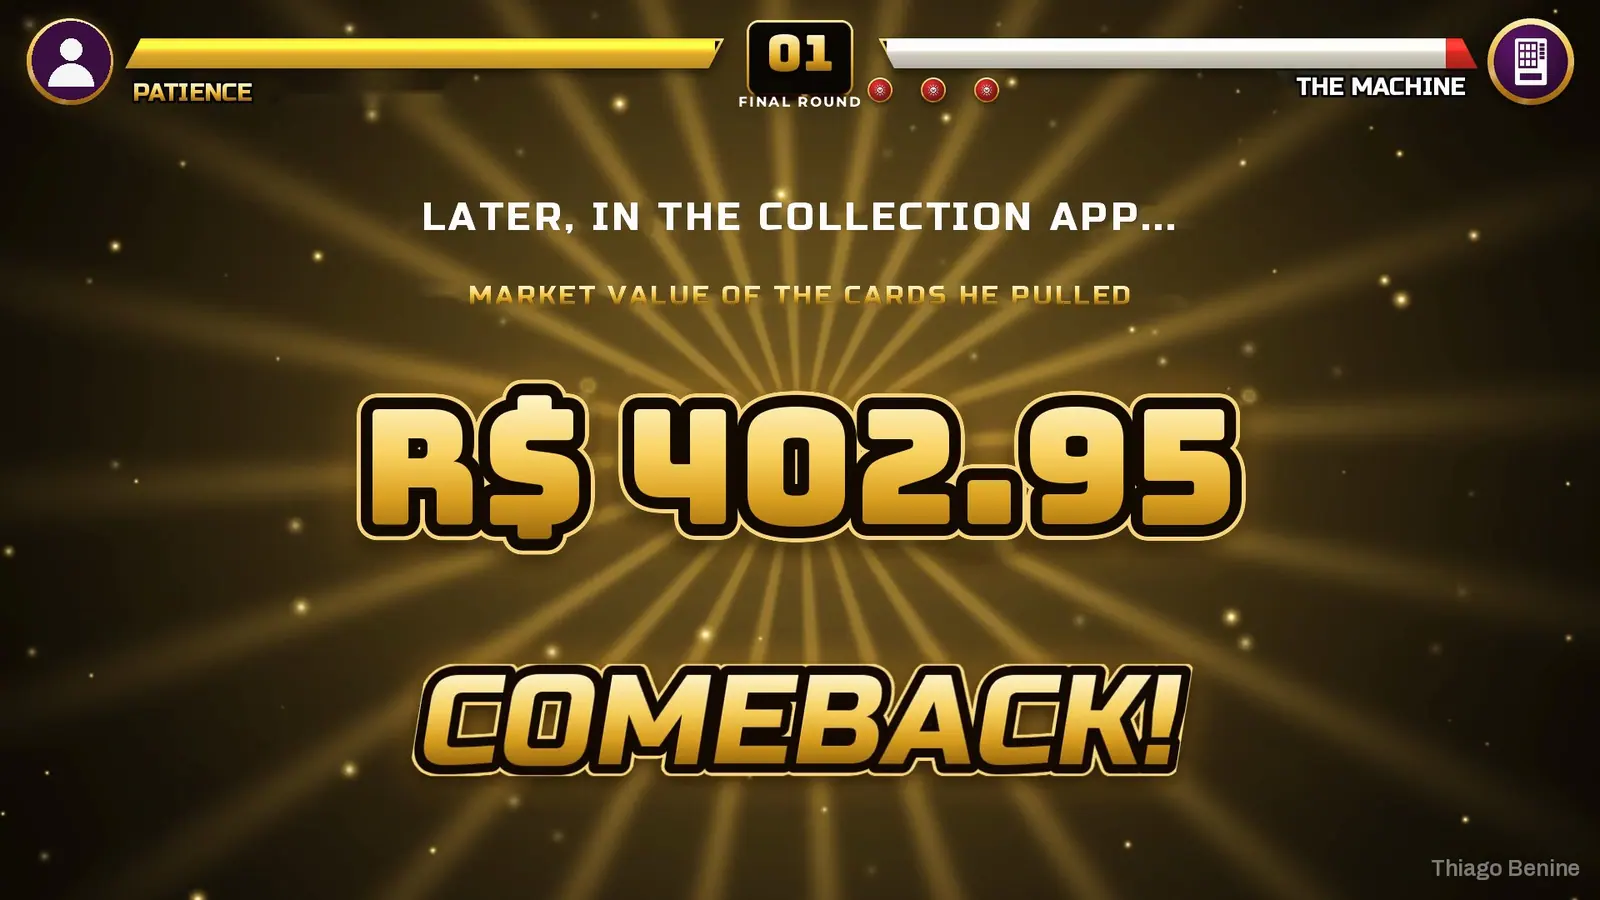 PATIENCE
01
FINAL ROUND
THE MACHINE
LATER, IN THE COLLECTION APP...
MARKET VALUE OF THE CARDS HE PULLED
R$ 402.95
COMEBACK!
Thiago Benine